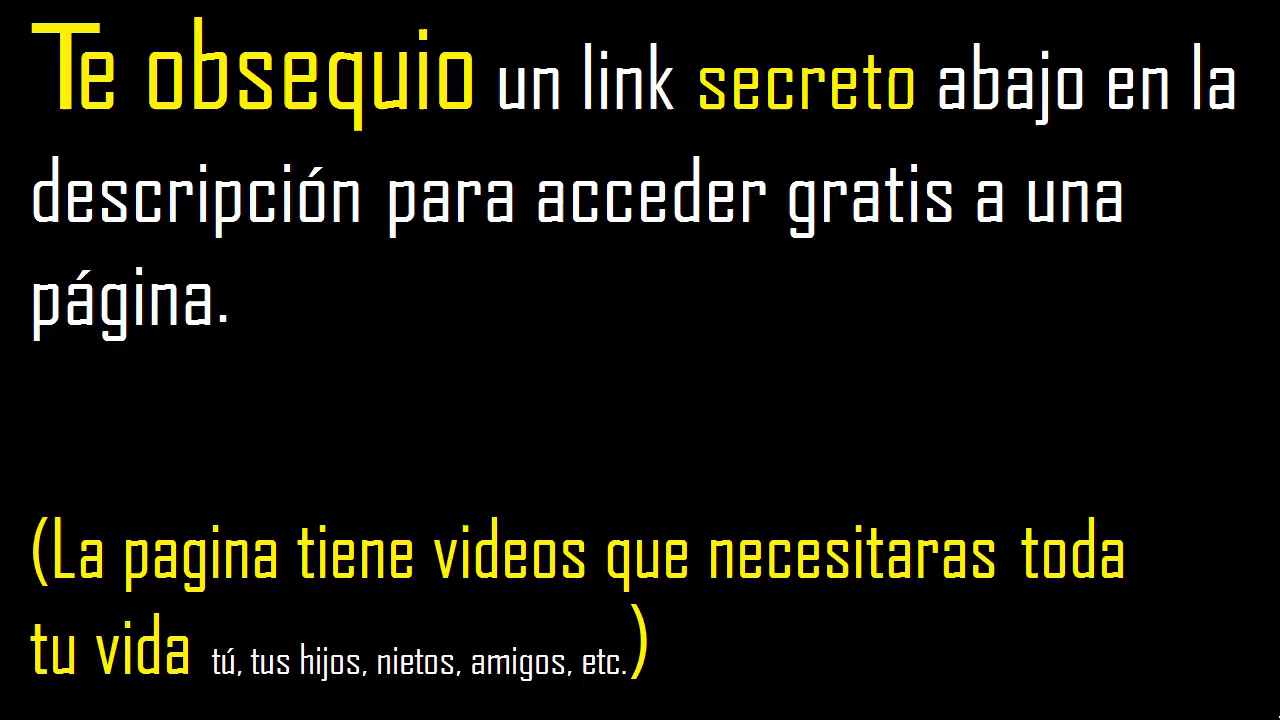 Te obsequio un link secreto abajo en la
descripción para acceder gratis a una
página.
(La pagina tiene videos que necesitaras toda
tu vida tú, tus hijos, nietos, amigos, etc.)